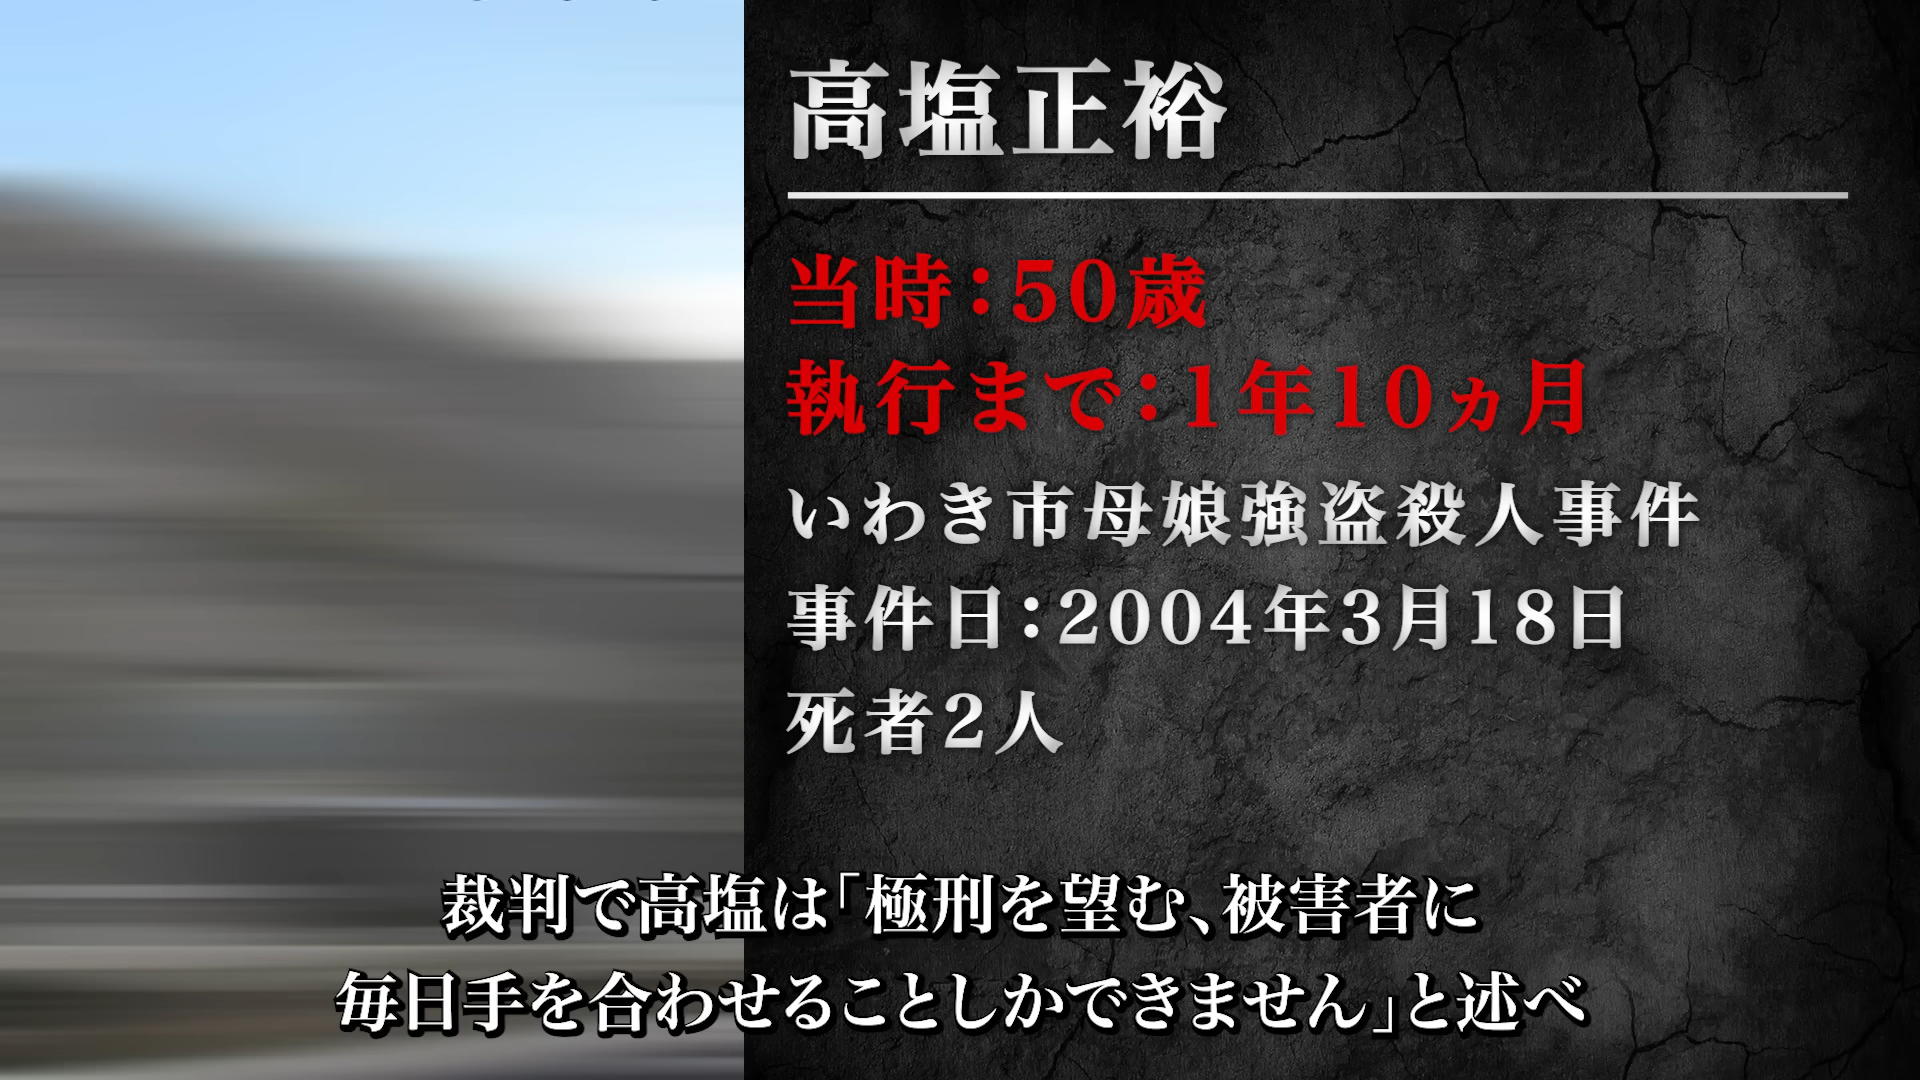 高塩正裕
当時：50歳
執行まで：1年10ヵ月
いわき市母娘強盗殺人事件
事件日：2004年3月18日
死者2人
裁判で高塩は「極刑を望む、被害者に
毎日手を合わせることしかできません」と述べ